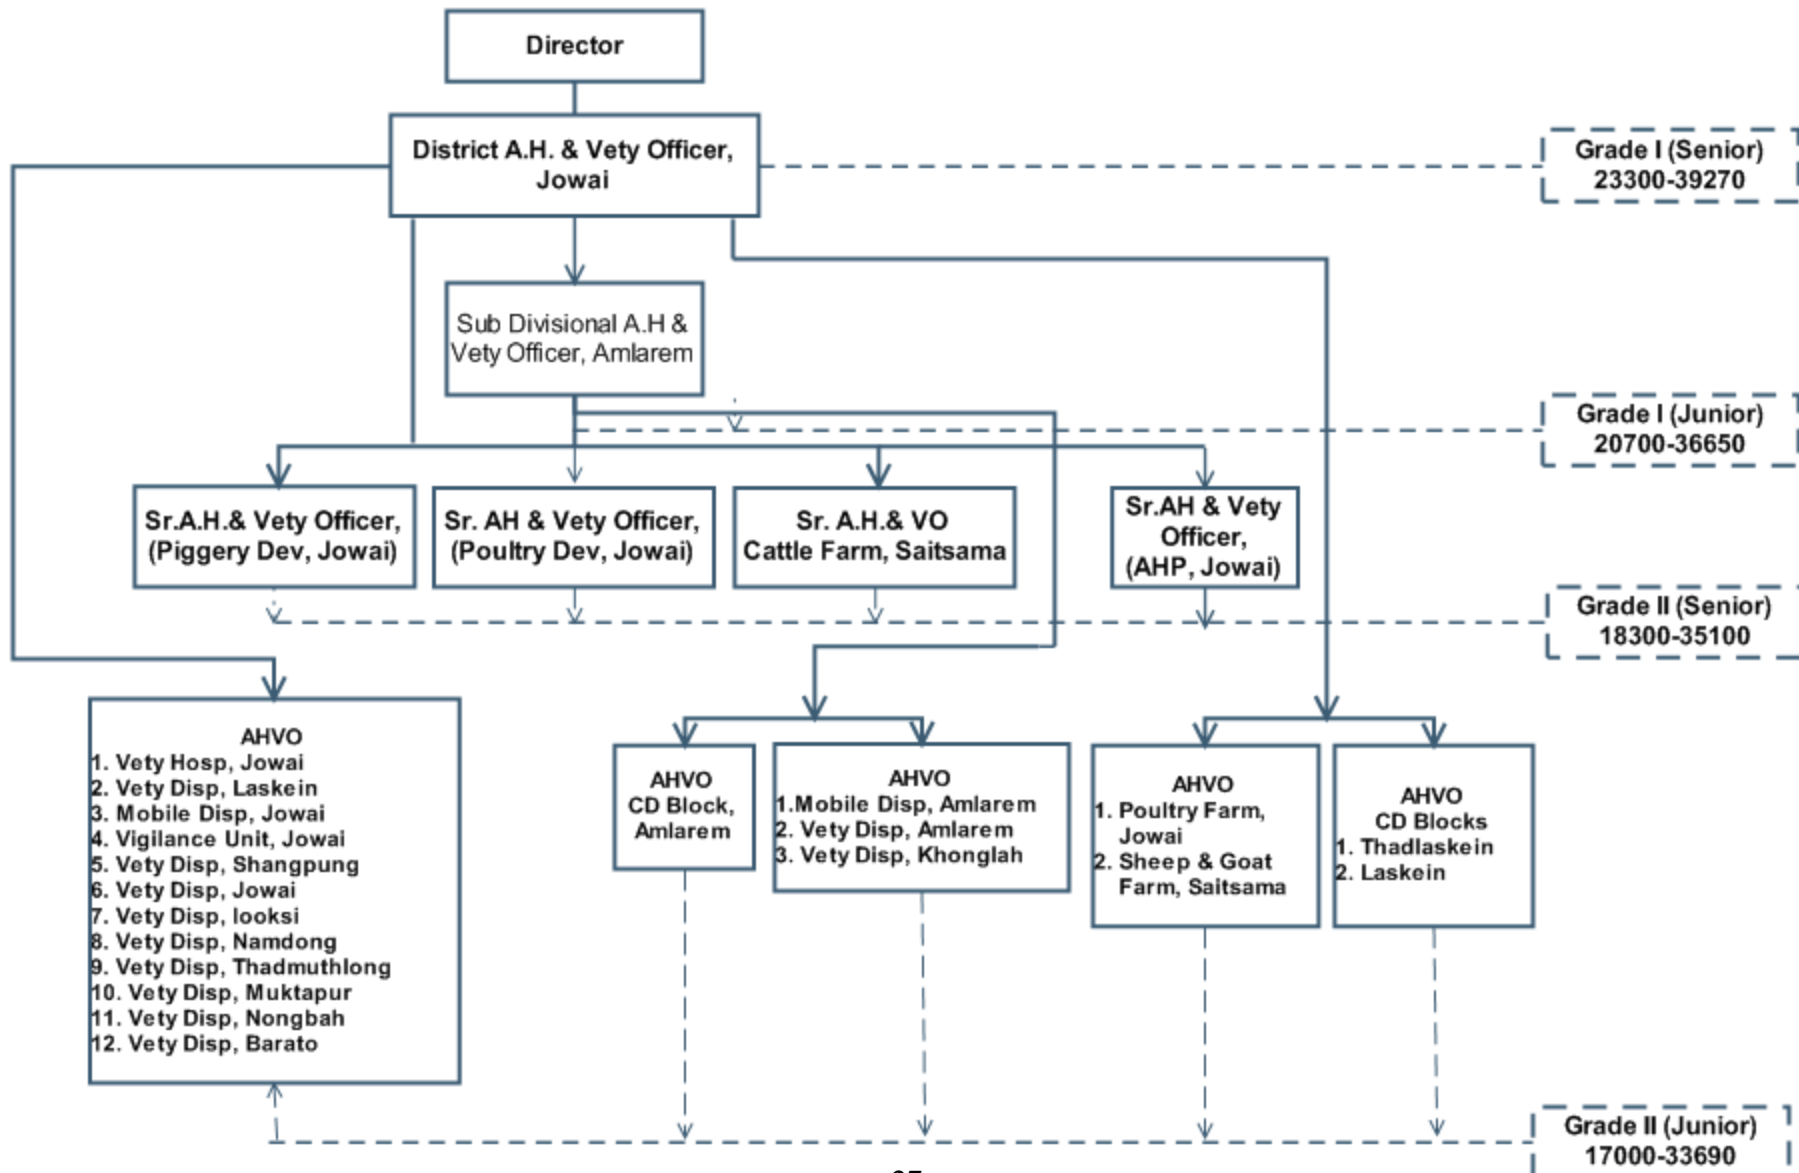 Director
District A.H. & Vety Officer,
Jowai
Grade I (Senior)
23300-39270
Sub Divisional A.H &
Vety Officer, Amlarem
Grade I (Junior)
20700-36650
Sr.A.H.& Vety Officer,
(Piggery Dev, Jowai)
Sr. AH & Vety Officer,
(Poultry Dev, Jowai)
Sr. A.H.& VO
Cattle Farm, Saitsama
Sr.AH & Vety
Officer,
(AHP, Jowai)
Grade II (Senior)
18300-35100
AHVO
1. Vety Hosp, Jowai
2. Vety Disp, Laskein
3. Mobile Disp, Jowai
4. Vigilance Unit, Jowai
5. Vety Disp, Shangpung
6. Vety Disp, Jowai
7. Vety Disp, Iooksi
8. Vety Disp, Namdong
9. Vety Disp, Thadmuthlong
10. Vety Disp, Muktapur
11. Vety Disp, Nongbah
12. Vety Disp, Barato
AHVO
CD Block,
Amlarem
AHVO
1.Mobile Disp, Amlarem
2. Vety Disp, Amlarem
3. Vety Disp, Khonglah
AHVO
1. Poultry Farm,
Jowai
2. Sheep & Goat
Farm, Saitsama
AHVO
CD Blocks
1. Thadlaskein
2. Laskein
Grade II (Junior)
17000-33690